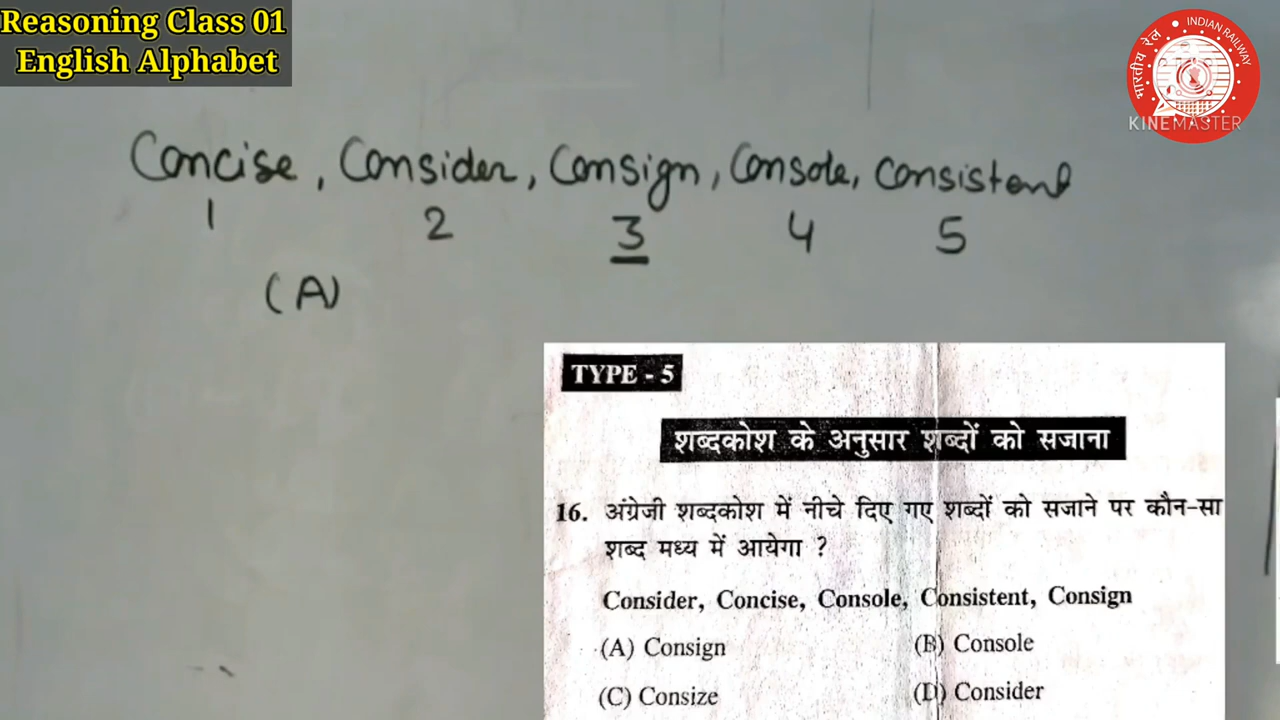 Reasoning Class 01
English Alphabet
भारतीय रेल
INDIAN RAILWAY
KINEMASTER
Concise, Consider, Consign, Console, Consistent
1 2 3 4 5
(A)
TYPE - 5
शब्दकोश के अनुसार शब्दों को सजाना
16. अंग्रेजी शब्दकोश में नीचे दिए गए शब्दों को सजाने पर कौन-सा
शब्द मध्य में आयेगा ?
Consider, Concise, Console, Consistent, Consign
(A) Consign (B) Console
(C) Consize (D) Consider